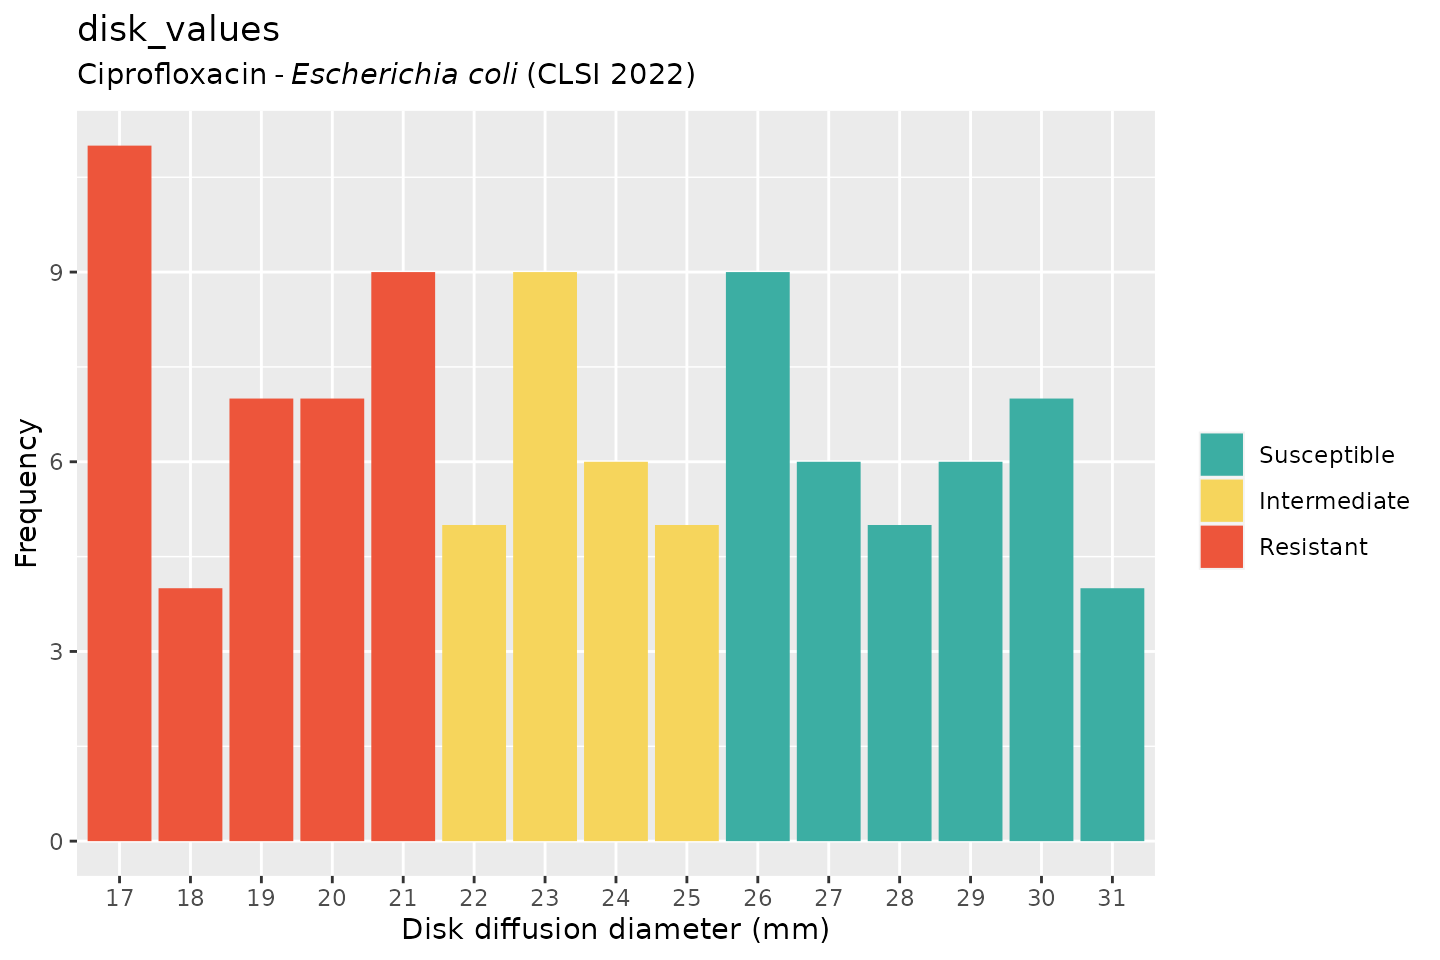 disk_values
Ciprofloxacin - Escherichia coli (CLSI 2022)
Frequency
9
6
3
0
17 18 19 20 21 22 23 24 25 26 27 28 29 30 31
Disk diffusion diameter (mm)
Susceptible
Intermediate
Resistant